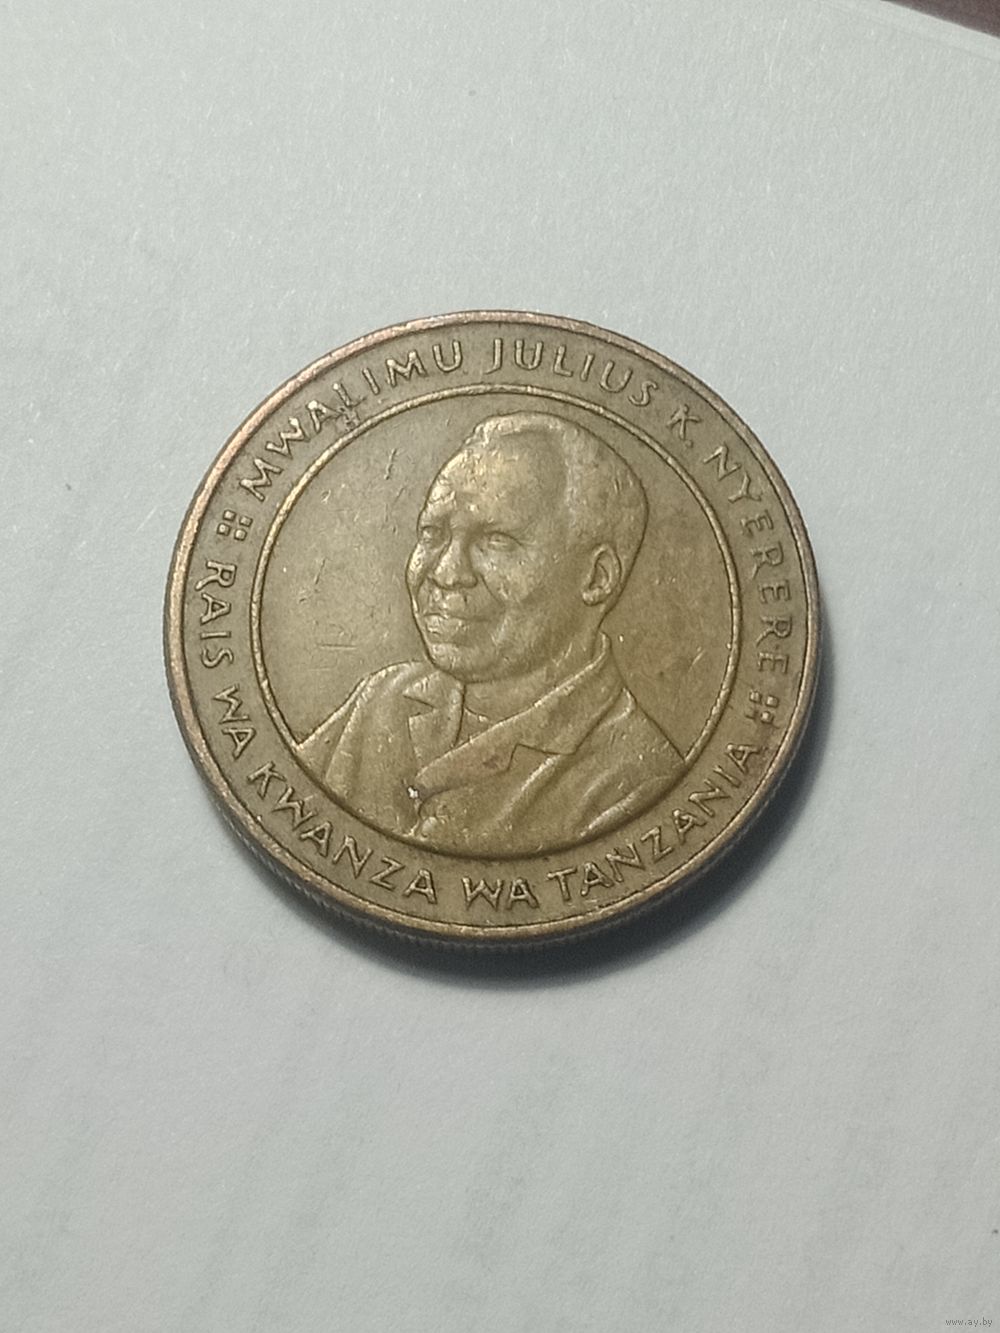 MWALIMU JULIUS K. NYERERE
RAIS WA KWANZA WA TANZANIA
www.ay.by